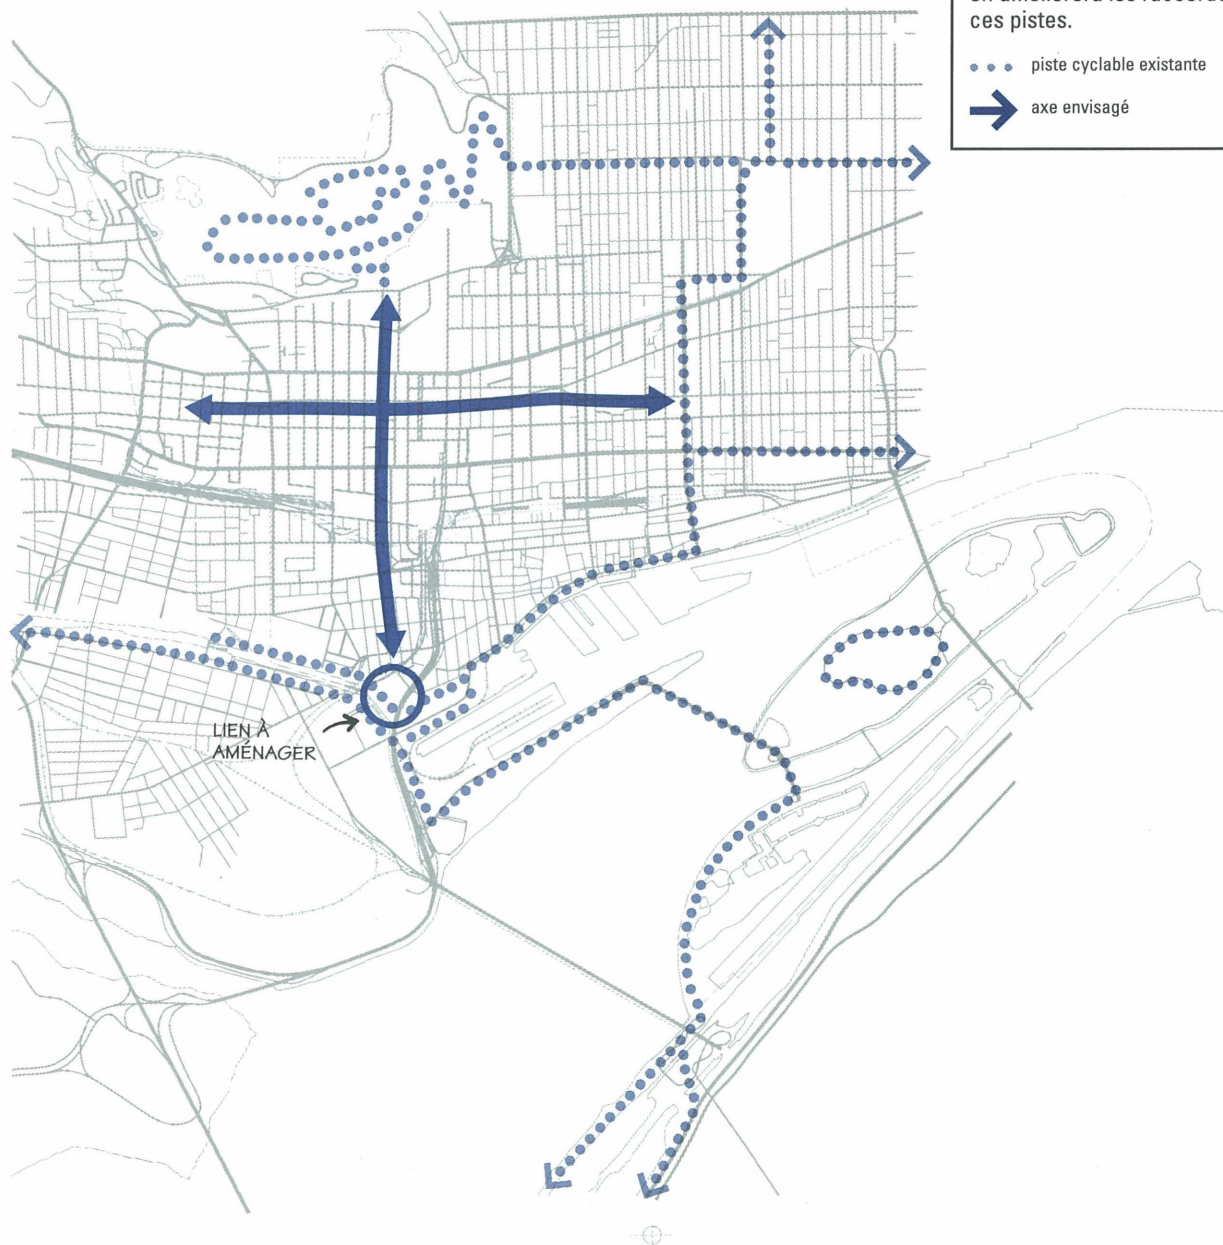 ces pistes.
piste cyclable existante
axe envisagé
LIEN À
AMÉNAGER